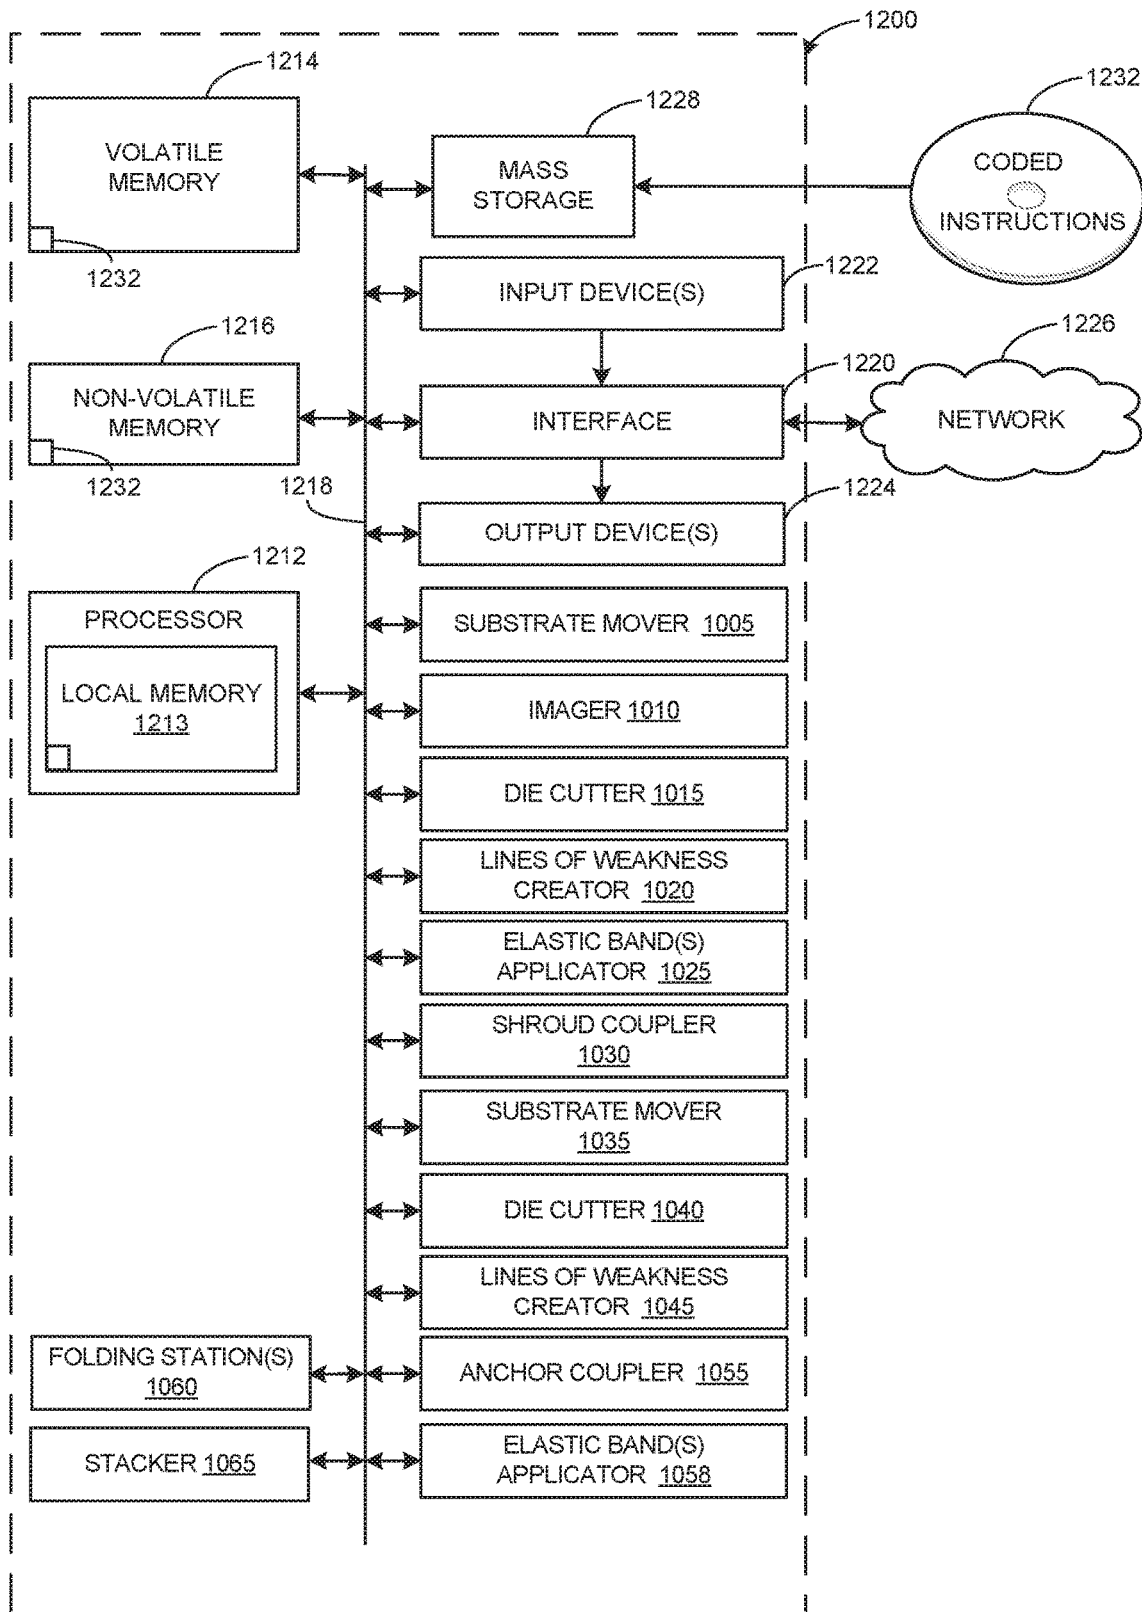 1200
1214
VOLATILE
MEMORY
1232
1228
MASS
STORAGE
1232
CODED
INSTRUCTIONS
1222
INPUT DEVICE(S)
1216
NON-VOLATILE
MEMORY
1232
1220
INTERFACE
1226
NETWORK
1218
1224
OUTPUT DEVICE(S)
1212
PROCESSOR
LOCAL MEMORY
1213
SUBSTRATE MOVER 1005
IMAGER 1010
DIE CUTTER 1015
LINES OF WEAKNESS
CREATOR 1020
ELASTIC BAND(S)
APPLICATOR 1025
SHROUD COUPLER
1030
SUBSTRATE MOVER
1035
DIE CUTTER 1040
LINES OF WEAKNESS
CREATOR 1045
FOLDING STATION(S)
1060
ANCHOR COUPLER 1055
STACKER 1065
ELASTIC BAND(S)
APPLICATOR 1058